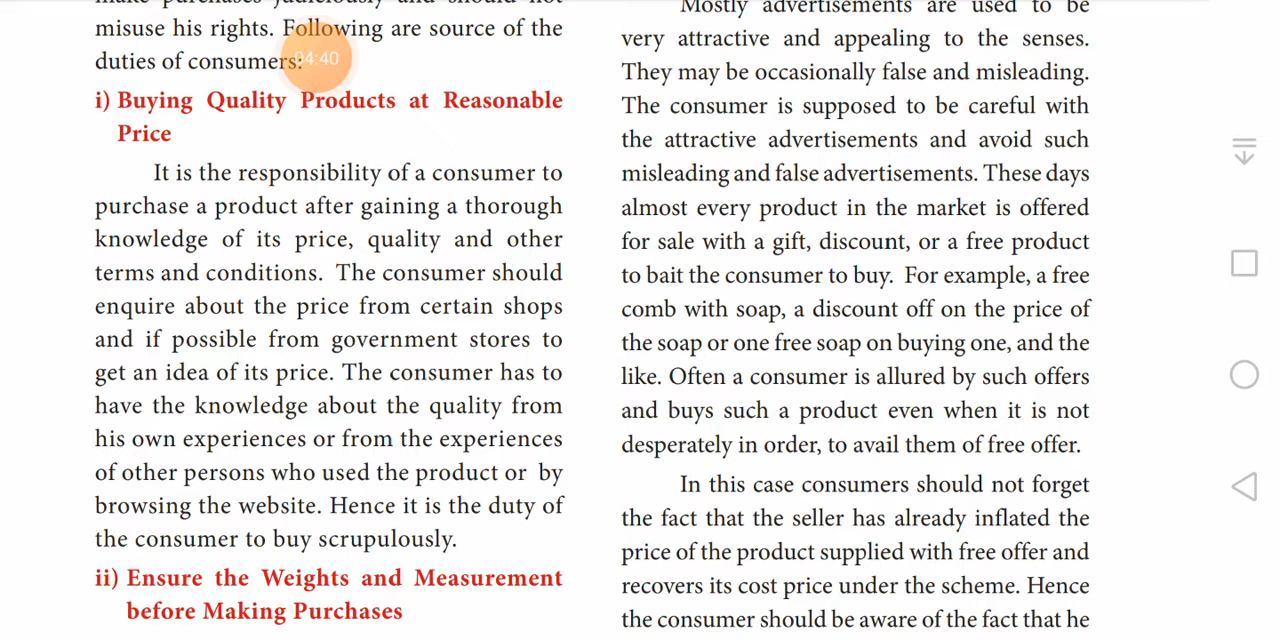 make purchases judiciously and should not
misuse his rights. Following are source of the
duties of consumers:
04:40
i) Buying Quality Products at Reasonable
Price
It is the responsibility of a consumer to
purchase a product after gaining a thorough
knowledge of its price, quality and other
terms and conditions. The consumer should
enquire about the price from certain shops
and if possible from government stores to
get an idea of its price. The consumer has to
have the knowledge about the quality from
his own experiences or from the experiences
of other persons who used the product or by
browsing the website. Hence it is the duty of
the consumer to buy scrupulously.
ii) Ensure the Weights and Measurement
before Making Purchases
Mostly advertisements are used to be
very attractive and appealing to the senses.
They may be occasionally false and misleading.
The consumer is supposed to be careful with
the attractive advertisements and avoid such
misleading and false advertisements. These days
almost every product in the market is offered
for sale with a gift, discount, or a free product
to bait the consumer to buy. For example, a free
comb with soap, a discount off on the price of
the soap or one free soap on buying one, and the
like. Often a consumer is allured by such offers
and buys such a product even when it is not
desperately in order, to avail them of free offer.
In this case consumers should not forget
the fact that the seller has already inflated the
price of the product supplied with free offer and
recovers its cost price under the scheme. Hence
the consumer should be aware of the fact that he